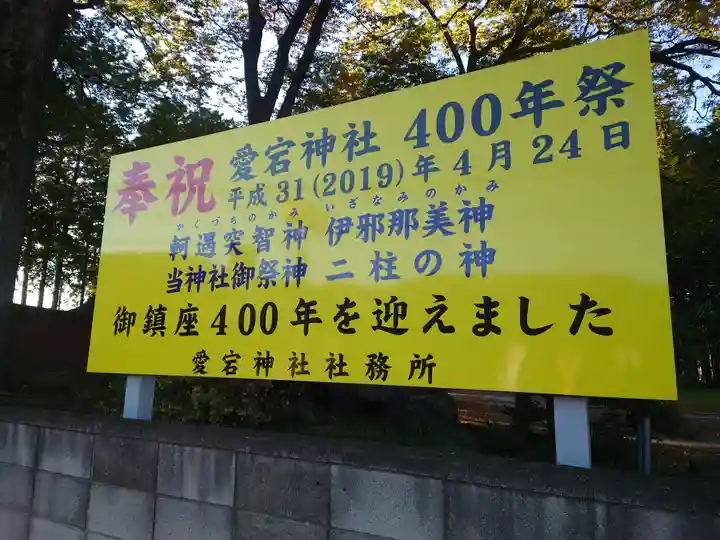 奉祝 愛宕神社 400年祭
平成31(2019)年4月24日
かぐづちのかみ いざなみのかみ
軻遇突智神 伊邪那美神
当神社御祭神 二柱の神
御鎮座400年を迎えました
愛宕神社社務所